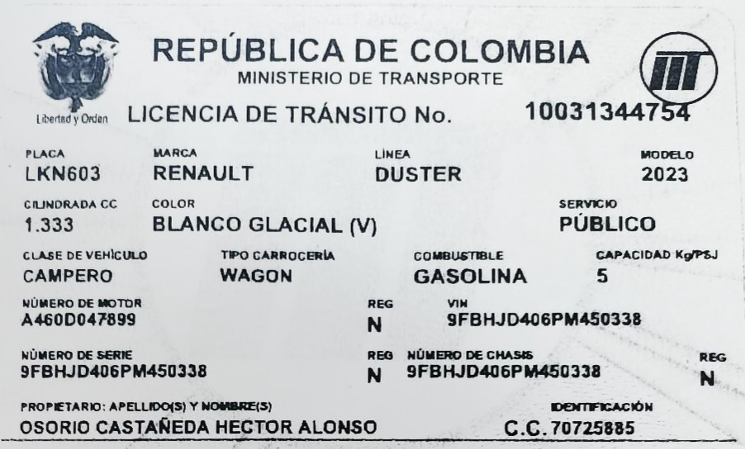 REPÚBLICA DE COLOMBIA
MINISTERIO DE TRANSPORTE
Libertad y Orden
LICENCIA DE TRÁNSITO No. 10031344754
PLACA MARCA LÍNEA MODELO
LKN603 RENAULT DUSTER 2023
CILINDRADA CC COLOR SERVICIO
1.333 BLANCO GLACIAL (V) PÚBLICO
CLASE DE VEHÍCULO TIPO CARROCERÍA COMBUSTIBLE CAPACIDAD Kg/PSJ
CAMPERO WAGON GASOLINA 5
NÚMERO DE MOTOR REG VIN
A460D047899 N 9FBHJD406PM450338
NÚMERO DE SERIE REG NÚMERO DE CHASIS REG
9FBHJD406PM450338 N 9FBHJD406PM450338 N
PROPIETARIO: APELLIDO(S) Y NOMBRE(S) IDENTIFICACIÓN
OSORIO CASTAÑEDA HECTOR ALONSO C.C. 70725885